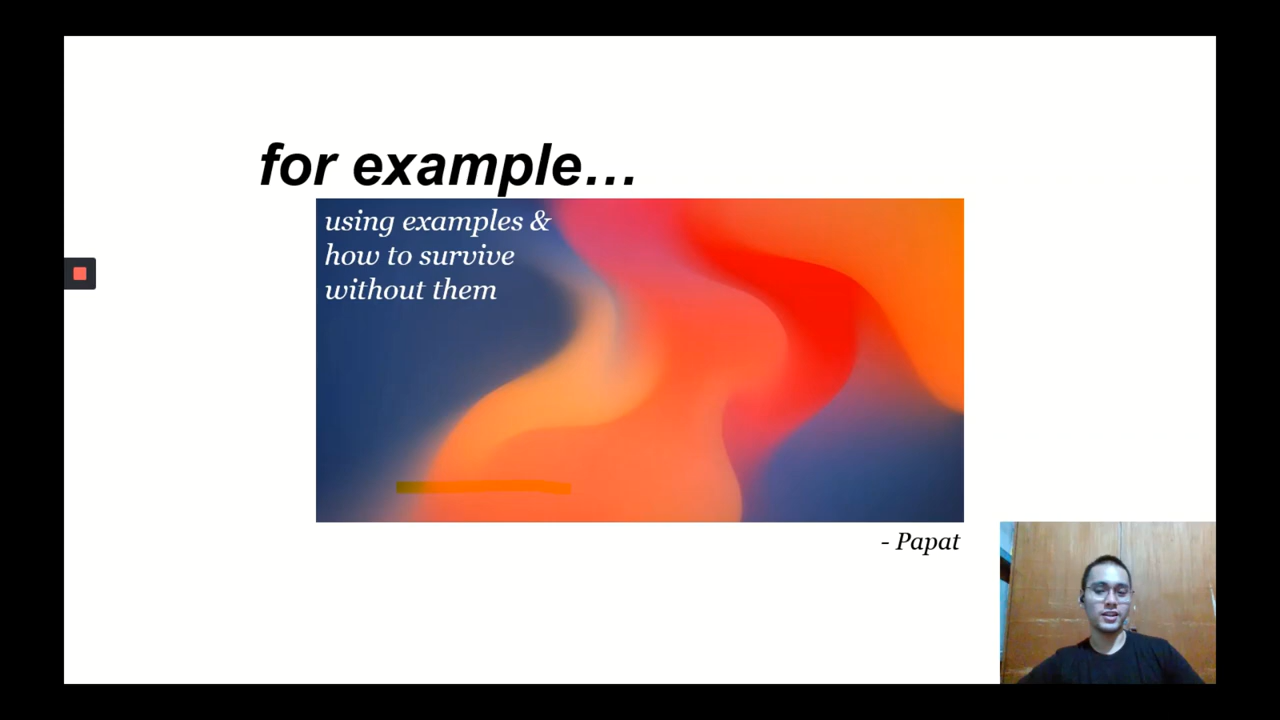 for example...
using examples &
how to survive
without them
- Papat